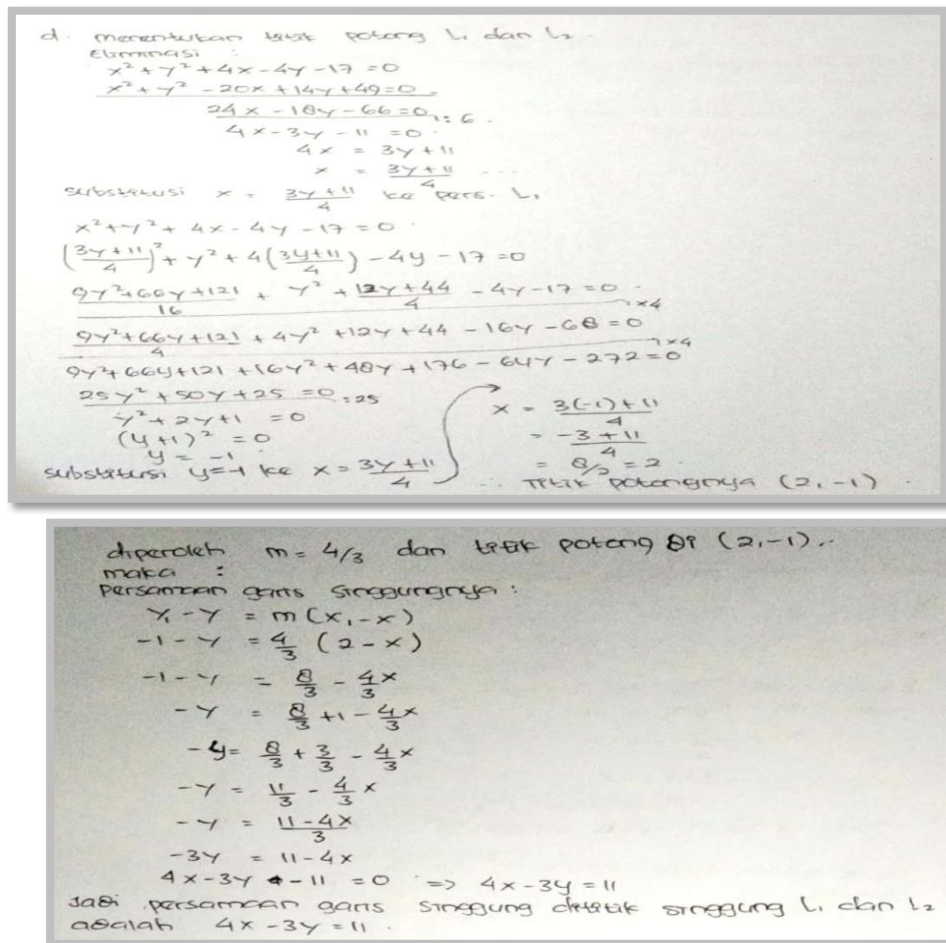 d. menentukan titik potong L₁ dan L₂.
Eliminasi :
x² + y² + 4x - 4y - 17 = 0
x² + y² - 20x + 14y + 49 = 0 -
24x - 18y - 66 = 0 : 6.
4x - 3y - 11 = 0.
4x = 3y + 11
x = (3y + 11)/4 ....
substitusi x = (3y + 11)/4 ke pers. L₁
x² + y² + 4x - 4y - 17 = 0
((3y + 11)/4)² + y² + 4((3y + 11)/4) - 4y - 17 = 0
(9y² + 66y + 121)/16 + y² + (12y + 44)/4 - 4y - 17 = 0 ×4
(9y² + 66y + 121)/4 + 4y² + 12y + 44 - 16y - 68 = 0 ×4
9y² + 66y + 121 + 16y² + 48y + 176 - 64y - 272 = 0
25y² + 50y + 25 = 0 : 25
y² + 2y + 1 = 0
(y + 1)² = 0
y = -1
substitusi y = -1 ke x = (3y + 11)/4
x = (3(-1) + 11)/4
= (-3 + 11)/4
= 8/2 = 2.
∴ Titik potongnya (2, -1).
diperoleh m = 4/3 dan titik potong di (2, -1)..
maka :
persamaan garis singgungnya :
y₁ - y = m (x₁ - x)
-1 - y = 4/3 (2 - x)
-1 - y = 8/3 - 4/3 x
-y = 8/3 + 1 - 4/3 x
-y = 8/3 + 3/3 - 4/3 x
-y = 11/3 - 4/3 x
-y = (11 - 4x)/3
-3y = 11 - 4x
4x - 3y - 11 = 0 => 4x - 3y = 11
Jadi persamaan garis singgung dititik singgung L₁ dan L₂
adalah 4x - 3y = 11.